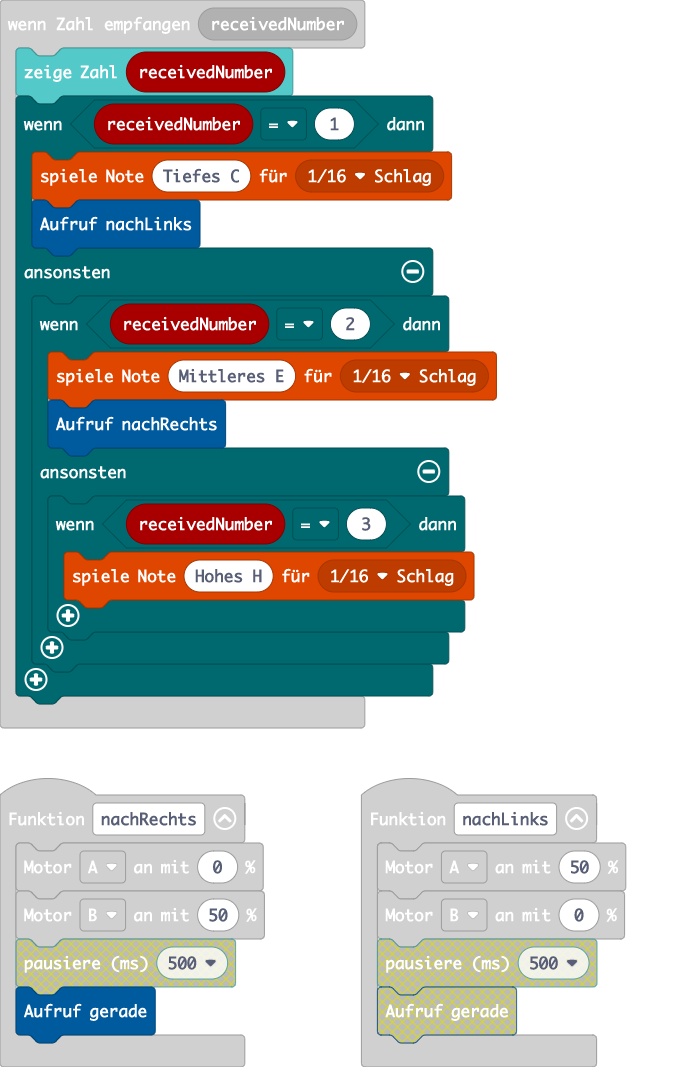 wenn Zahl empfangen receivedNumber
zeige Zahl receivedNumber
wenn receivedNumber = 1 dann
spiele Note Tiefes C für 1/16 Schlag
Aufruf nachLinks
ansonsten
wenn receivedNumber = 2 dann
spiele Note Mittleres E für 1/16 Schlag
Aufruf nachRechts
ansonsten
wenn receivedNumber = 3 dann
spiele Note Hohes H für 1/16 Schlag
Funktion nachRechts
Motor A an mit 0 %
Motor B an mit 50 %
pausiere (ms) 500
Aufruf gerade
Funktion nachLinks
Motor A an mit 50 %
Motor B an mit 0 %
pausiere (ms) 500
Aufruf gerade